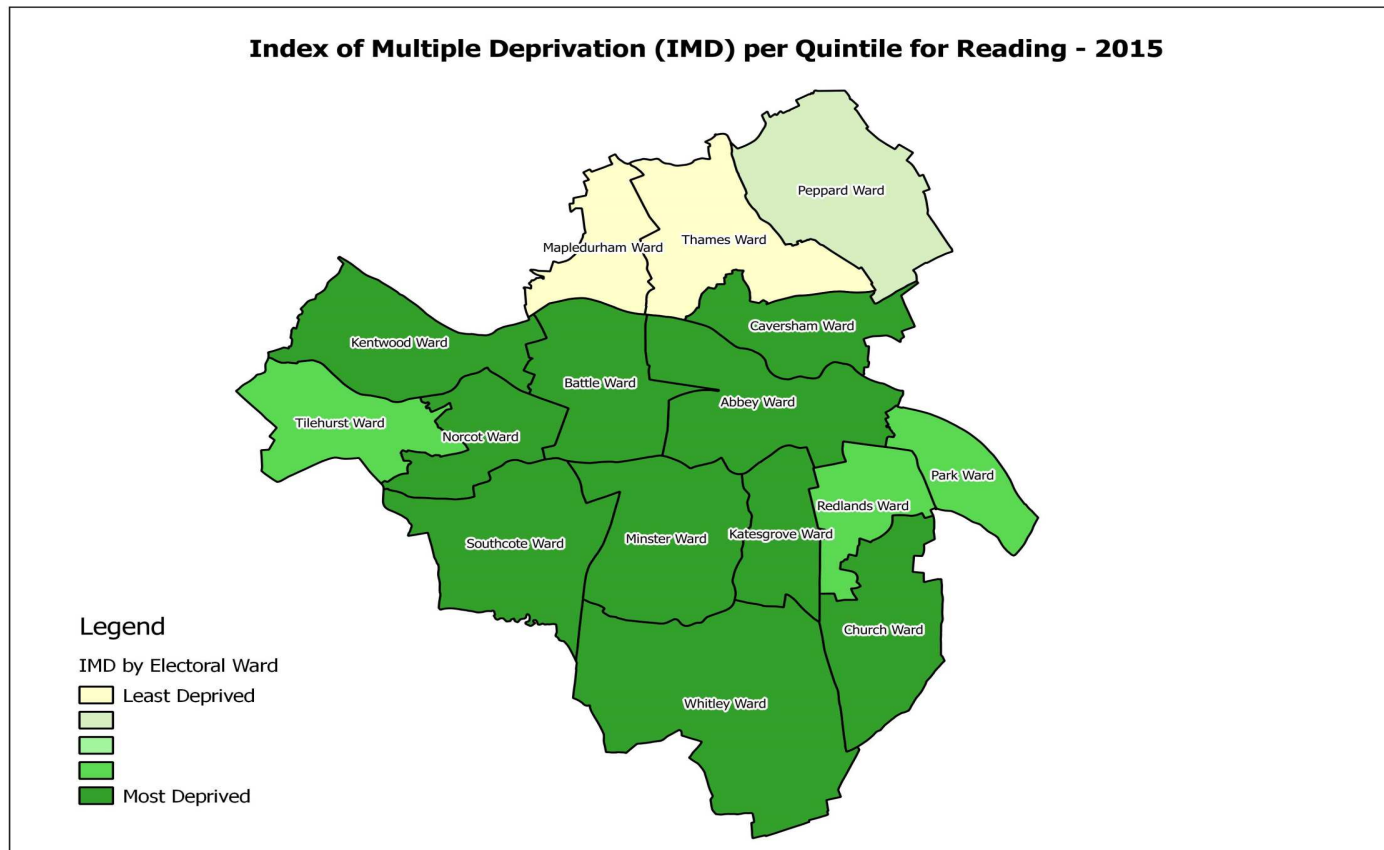 Index of Multiple Deprivation (IMD) per Quintile for Reading - 2015
Peppard Ward
Thames Ward
Mapledurham Ward
Caversham Ward
Kentwood Ward
Battle Ward
Abbey Ward
Tilehurst Ward
Norcot Ward
Park Ward
Redlands Ward
Katesgrove Ward
Minster Ward
Southcote Ward
Church Ward
Whitley Ward
Legend
IMD by Electoral Ward
Least Deprived
Most Deprived